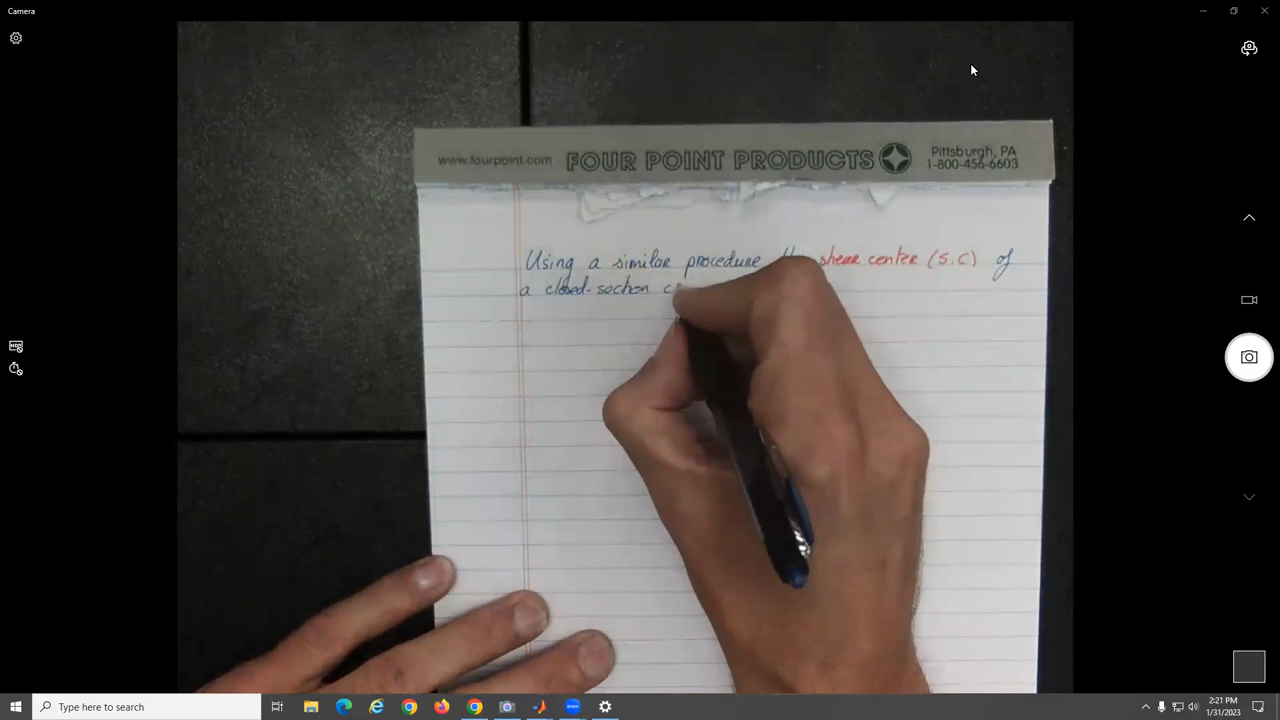 Camera
www.fourpoint.com FOUR POINT PRODUCTS Pittsburgh, PA
1-800-456-6603
Using a similar procedure shear center (S.C) of
a closed-section
Type here to search
2:21 PM
1/31/2023